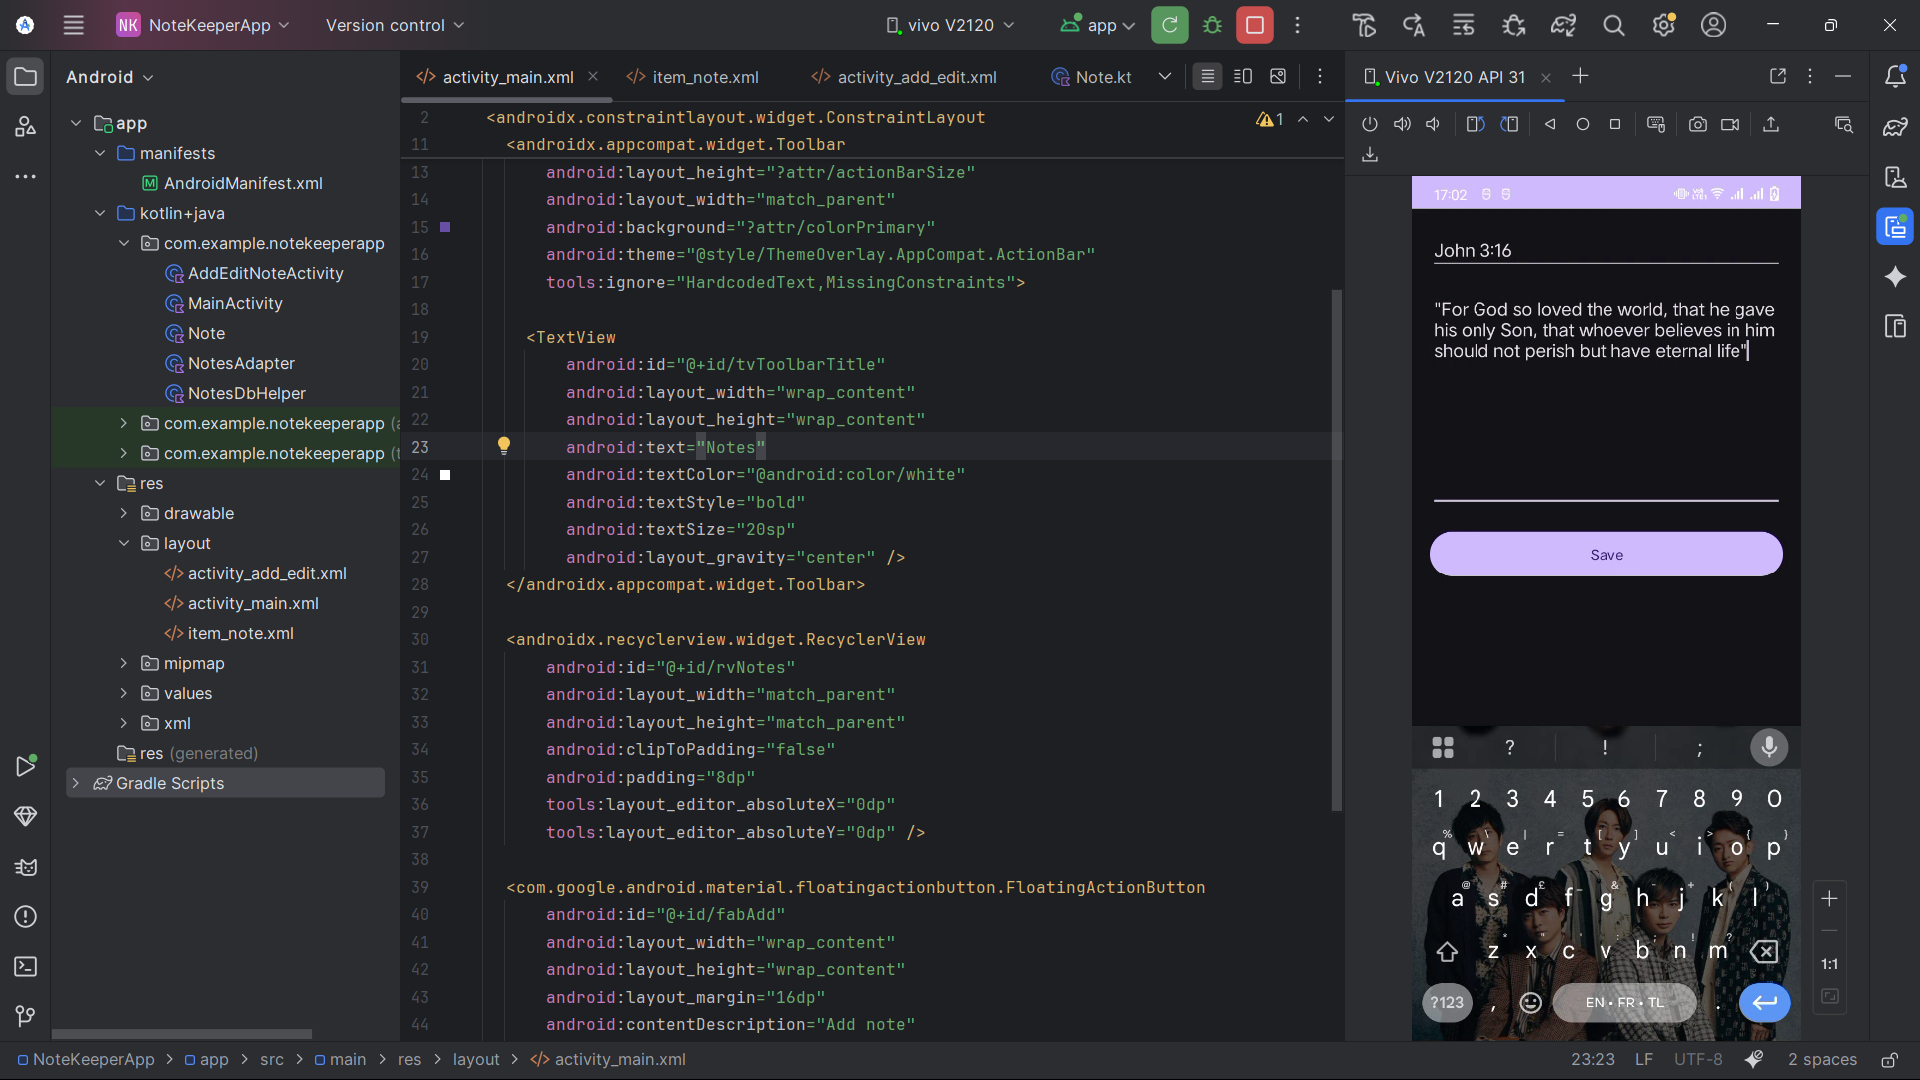 NK NoteKeeperApp Version control vivo V2120 app
Android
app
manifests
AndroidManifest.xml
kotlin+java
com.example.notekeeperapp
AddEditNoteActivity
MainActivity
Note
NotesAdapter
NotesDbHelper
com.example.notekeeperapp (a
com.example.notekeeperapp (t
res
drawable
layout
activity_add_edit.xml
activity_main.xml
item_note.xml
mipmap
values
xml
res (generated)
Gradle Scripts
activity_main.xml item_note.xml activity_add_edit.xml Note.kt
1
2 <androidx.constraintlayout.widget.ConstraintLayout
11 <androidx.appcompat.widget.Toolbar
13 android:layout_height="?attr/actionBarSize"
14 android:layout_width="match_parent"
15 android:background="?attr/colorPrimary"
16 android:theme="@style/ThemeOverlay.AppCompat.ActionBar"
17 tools:ignore="HardcodedText,MissingConstraints">
18
19 <TextView
20 android:id="@+id/tvToolbarTitle"
21 android:layout_width="wrap_content"
22 android:layout_height="wrap_content"
23 android:text="Notes"
24 android:textColor="@android:color/white"
25 android:textStyle="bold"
26 android:textSize="20sp"
27 android:layout_gravity="center" />
28 </androidx.appcompat.widget.Toolbar>
29
30 <androidx.recyclerview.widget.RecyclerView
31 android:id="@+id/rvNotes"
32 android:layout_width="match_parent"
33 android:layout_height="match_parent"
34 android:clipToPadding="false"
35 android:padding="8dp"
36 tools:layout_editor_absoluteX="0dp"
37 tools:layout_editor_absoluteY="0dp" />
38
39 <com.google.android.material.floatingactionbutton.FloatingActionButton
40 android:id="@+id/fabAdd"
41 android:layout_width="wrap_content"
42 android:layout_height="wrap_content"
43 android:layout_margin="16dp"
44 android:contentDescription="Add note"
Vivo V2120 API 31
17:02
John 3:16
"For God so loved the world, that he gave
his only Son, that whoever believes in him
should not perish but have eternal life"
Save
? ! ;
1 2 3 4 5 6 7 8 9 0
q w e r t y u i o p
a s d f g h j k l
z x c v b n m
?123 , EN • FR • TL .
1:1
NoteKeeperApp > app > src > main > res > layout > activity_main.xml
23:23 LF UTF-8 2 spaces